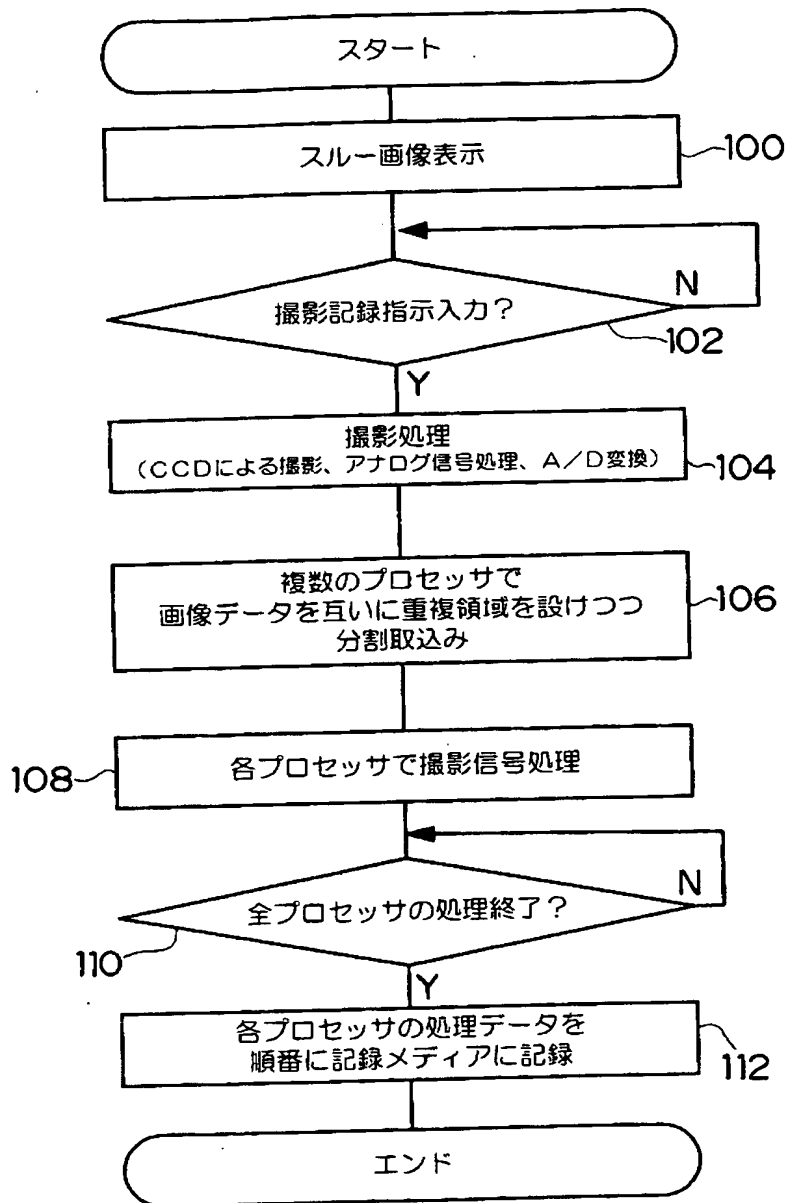 スタート
スルー画像表示
100
N
撮影記録指示入力？
102
Y
撮影処理
(CCDによる撮影、アナログ信号処理、A／D変換)
104
複数のプロセッサで
画像データを互いに重複領域を設けつつ
分割取込み
106
108
各プロセッサで撮影信号処理
N
全プロセッサの処理終了？
110
Y
各プロセッサの処理データを
順番に記録メディアに記録
112
エンド